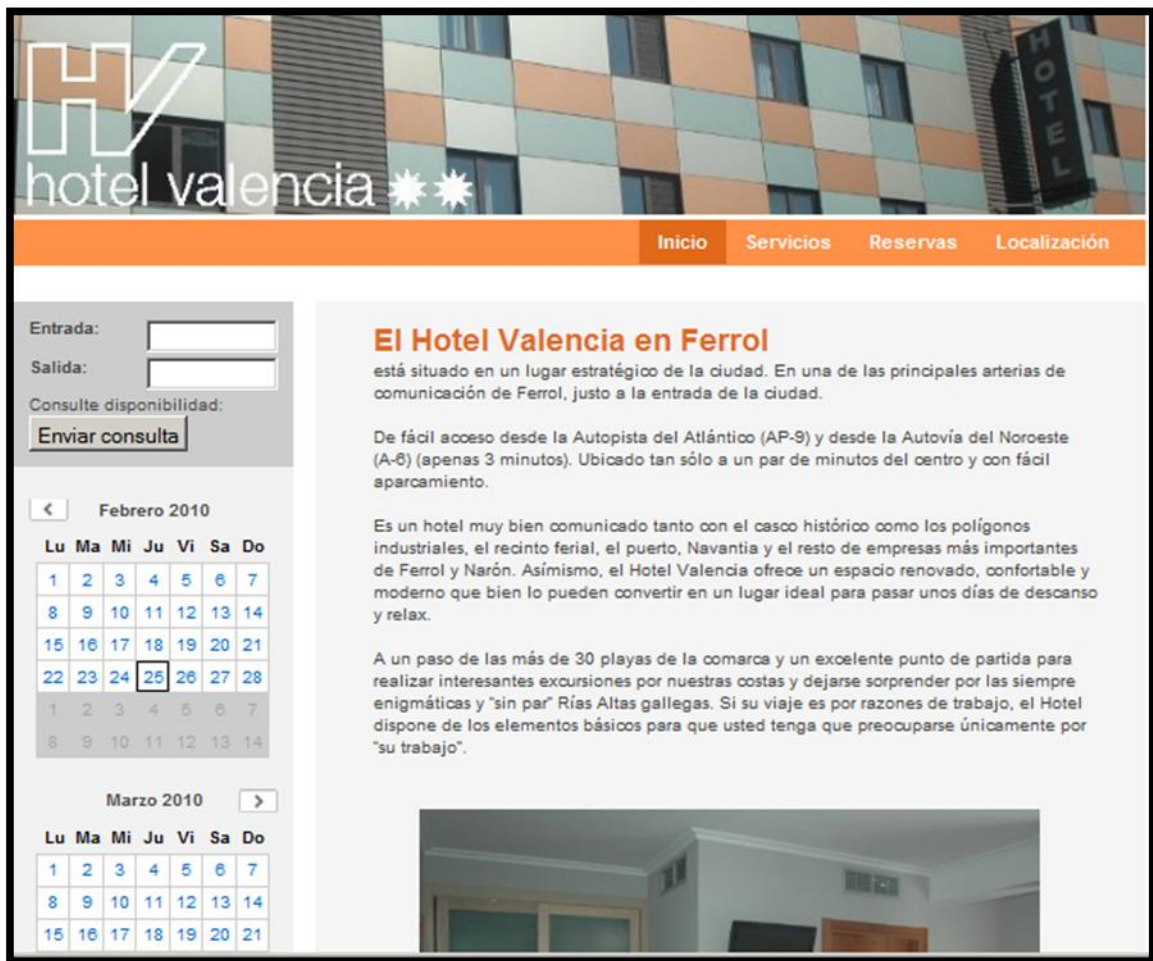 HV
hotel valencia
HOTEL
Inicio Servicios Reservas Localización
Entrada:
Salida:
Consulte disponibilidad:
Enviar consulta
Febrero 2010
Lu Ma Mi Ju Vi Sa Do
1 2 3 4 5 6 7
8 9 10 11 12 13 14
15 16 17 18 19 20 21
22 23 24 25 26 27 28
1 2 3 4 5 6 7
8 9 10 11 12 13 14
Marzo 2010
Lu Ma Mi Ju Vi Sa Do
1 2 3 4 5 6 7
8 9 10 11 12 13 14
15 16 17 18 19 20 21
El Hotel Valencia en Ferrol
está situado en un lugar estratégico de la ciudad. En una de las principales arterias de
comunicación de Ferrol, justo a la entrada de la ciudad.
De fácil acceso desde la Autopista del Atlántico (AP-9) y desde la Autovía del Noroeste
(A-6) (apenas 3 minutos). Ubicado tan sólo a un par de minutos del centro y con fácil
aparcamiento.
Es un hotel muy bien comunicado tanto con el casco histórico como los polígonos
industriales, el recinto ferial, el puerto, Navantia y el resto de empresas más importantes
de Ferrol y Narón. Asímismo, el Hotel Valencia ofrece un espacio renovado, confortable y
moderno que bien lo pueden convertir en un lugar ideal para pasar unos días de descanso
y relax.
A un paso de las más de 30 playas de la comarca y un excelente punto de partida para
realizar interesantes excursiones por nuestras costas y dejarse sorprender por las siempre
enigmáticas y "sin par" Rías Altas gallegas. Si su viaje es por razones de trabajo, el Hotel
dispone de los elementos básicos para que usted tenga que preocuparse únicamente por
"su trabajo".